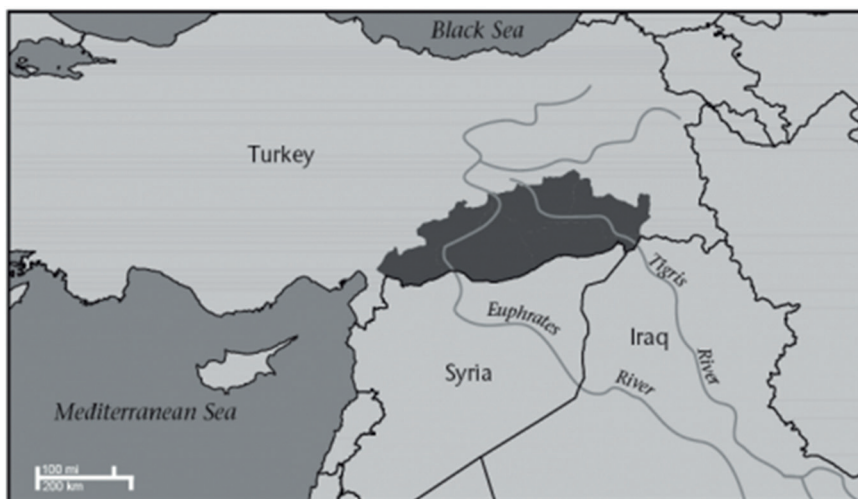 Black Sea
Turkey
Tigris
River
Euphrates
River
Iraq
Syria
Mediterranean Sea
100 mi
200 km